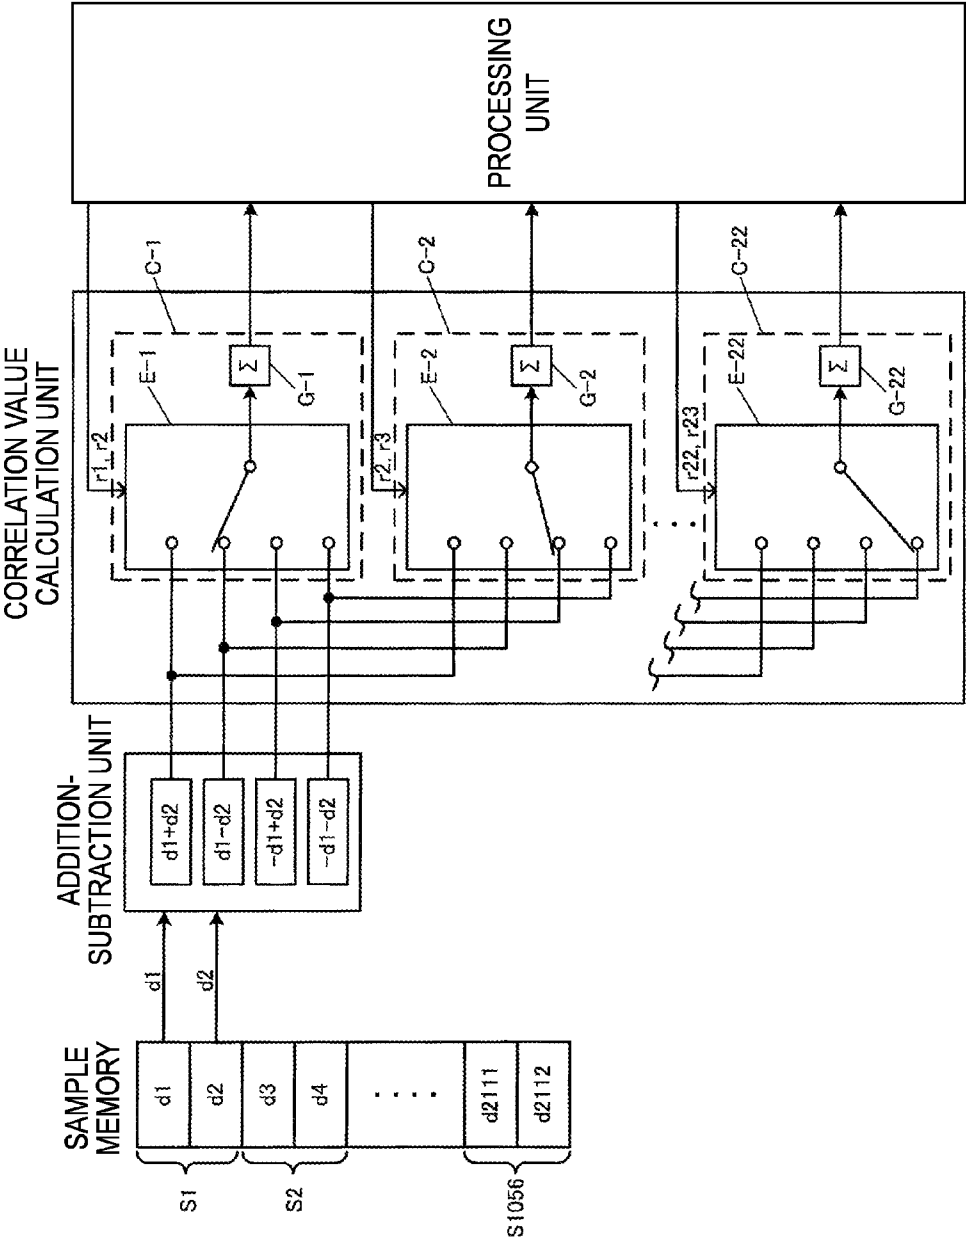 SAMPLE
MEMORY
d1
d2
d3
d4
. . . .
d2111
d2112
S1
S2
S1056
d1
d2
ADDITION-
SUBTRACTION UNIT
d1+d2
d1-d2
-d1+d2
-d1-d2
CORRELATION VALUE
CALCULATION UNIT
r1, r2
E-1
C-1
Σ
G-1
r2, r3
E-2
C-2
Σ
G-2
. . . .
r22, r23
E-22
C-22
Σ
G-22
PROCESSING
UNIT